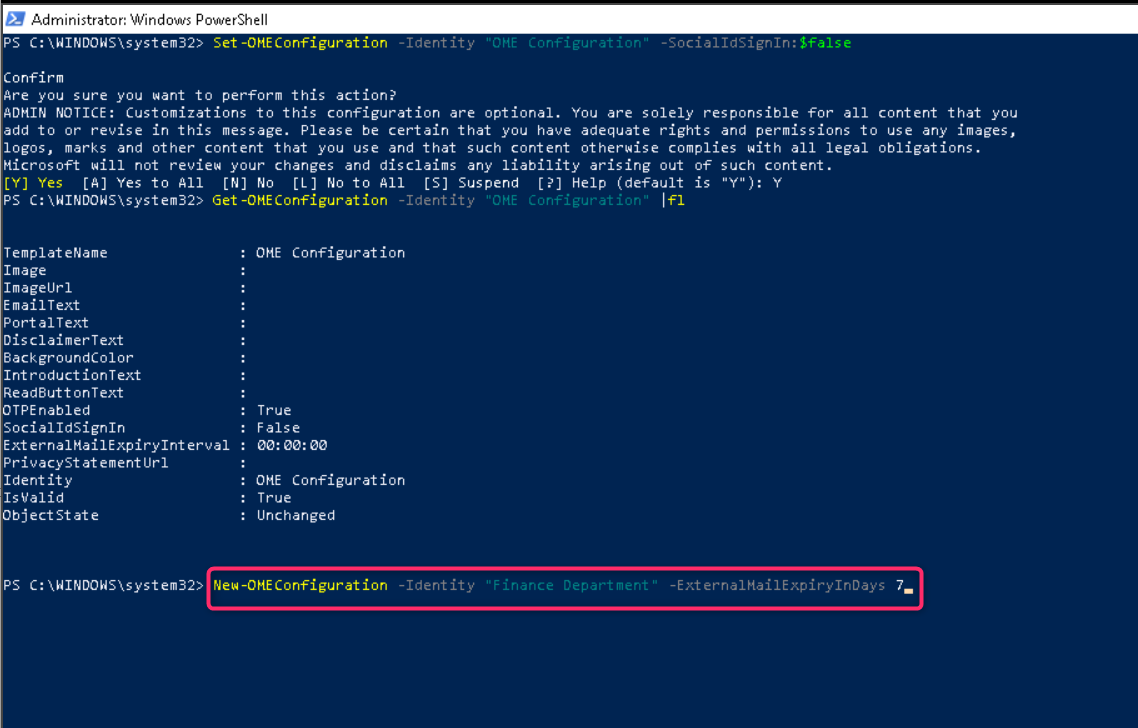 Administrator: Windows PowerShell
PS C:\WINDOWS\system32> Set-OMEConfiguration -Identity "OME Configuration" -SocialIdSignIn:$false
Confirm
Are you sure you want to perform this action?
ADMIN NOTICE: Customizations to this configuration are optional. You are solely responsible for all content that you
add to or revise in this message. Please be certain that you have adequate rights and permissions to use any images,
logos, marks and other content that you use and that such content otherwise complies with all legal obligations.
Microsoft will not review your changes and disclaims any liability arising out of such content.
[Y] Yes  [A] Yes to All  [N] No  [L] No to All  [S] Suspend  [?] Help (default is "Y"): Y
PS C:\WINDOWS\system32> Get-OMEConfiguration -Identity "OME Configuration" |fl
TemplateName               : OME Configuration
Image                      :
ImageUrl                   :
EmailText                  :
PortalText                 :
DisclaimerText             :
BackgroundColor            :
IntroductionText           :
ReadButtonText             :
OTPEnabled                 : True
SocialIdSignIn             : False
ExternalMailExpiryInterval : 00:00:00
PrivacyStatementUrl        :
Identity                   : OME Configuration
IsValid                    : True
ObjectState                : Unchanged
PS C:\WINDOWS\system32> New-OMEConfiguration -Identity "Finance Department" -ExternalMailExpiryInDays 7